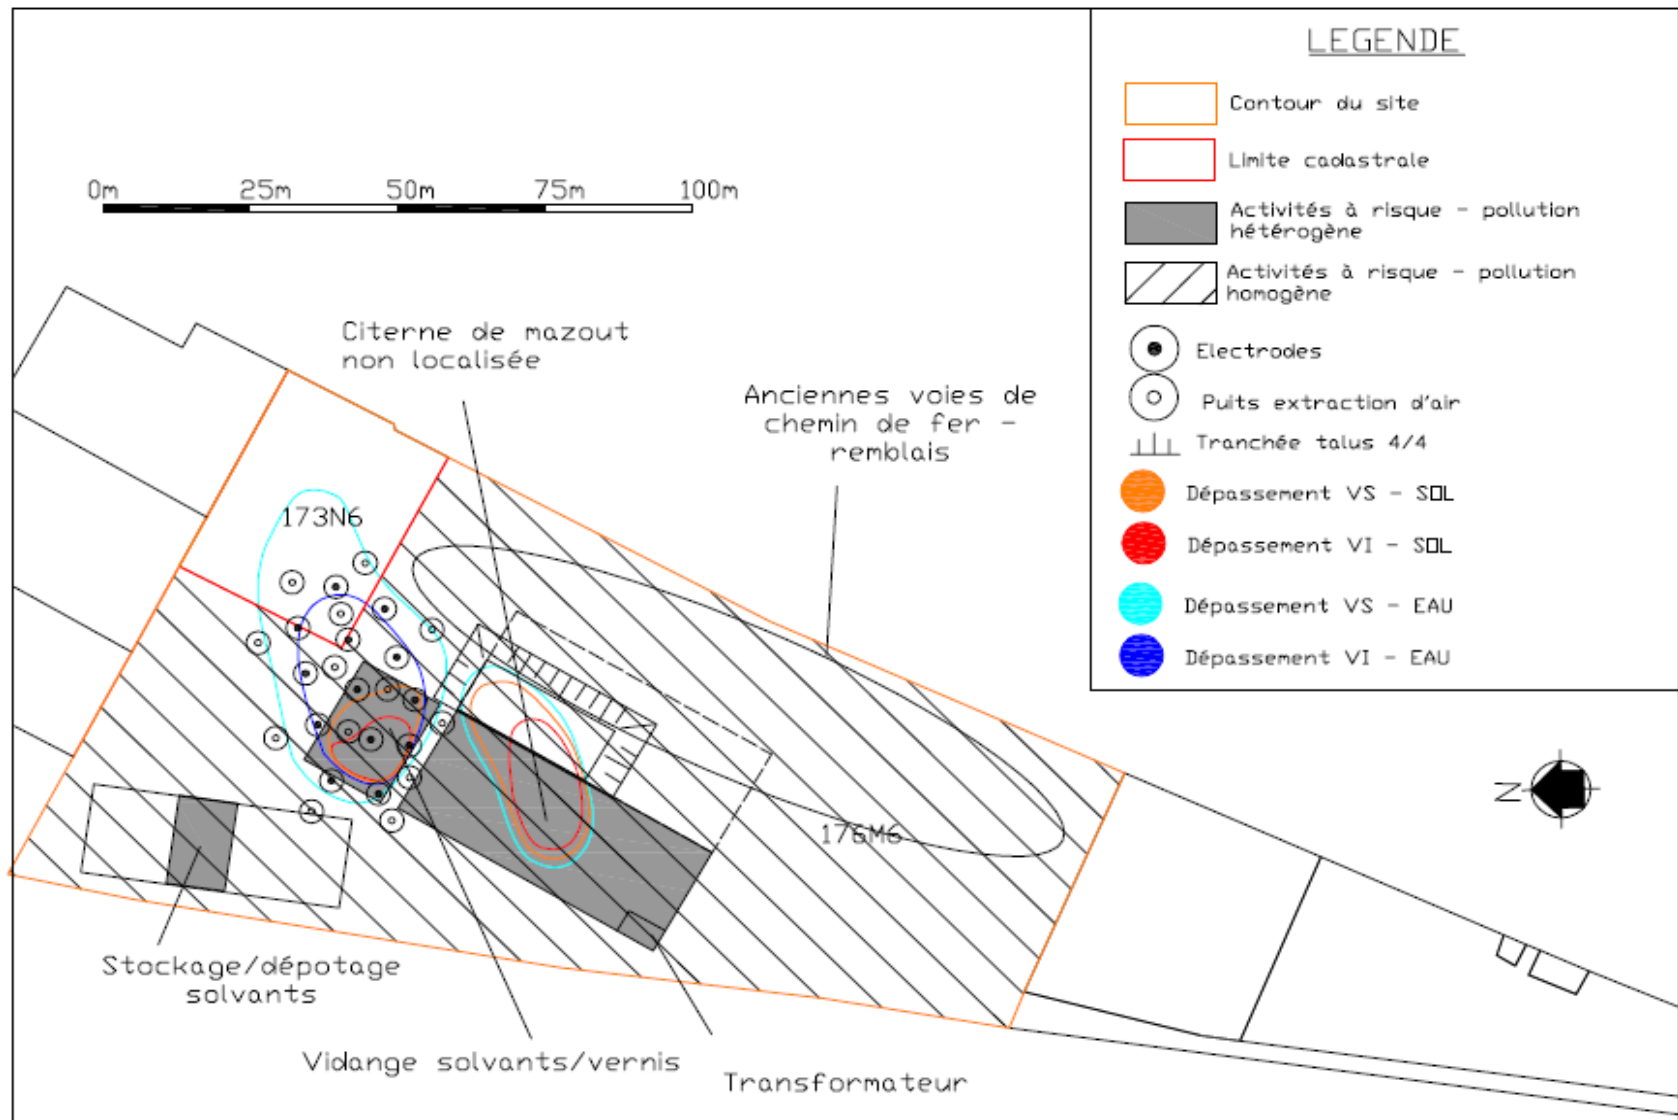 LEGENDE
Contour du site
Limite cadastrale
Activités à risque - pollution
hétérogène
Activités à risque - pollution
homogène
Electrodes
Puits extraction d'air
Tranchée talus 4/4
Dépassement VS - SOL
Dépassement VI - SOL
Dépassement VS - EAU
Dépassement VI - EAU
0m 25m 50m 75m 100m
Citerne de mazout
non localisée
Anciennes voies de
chemin de fer -
remblais
173N6
176M6
N
Stockage/dépotage
solvants
Vidange solvants/vernis
Transformateur